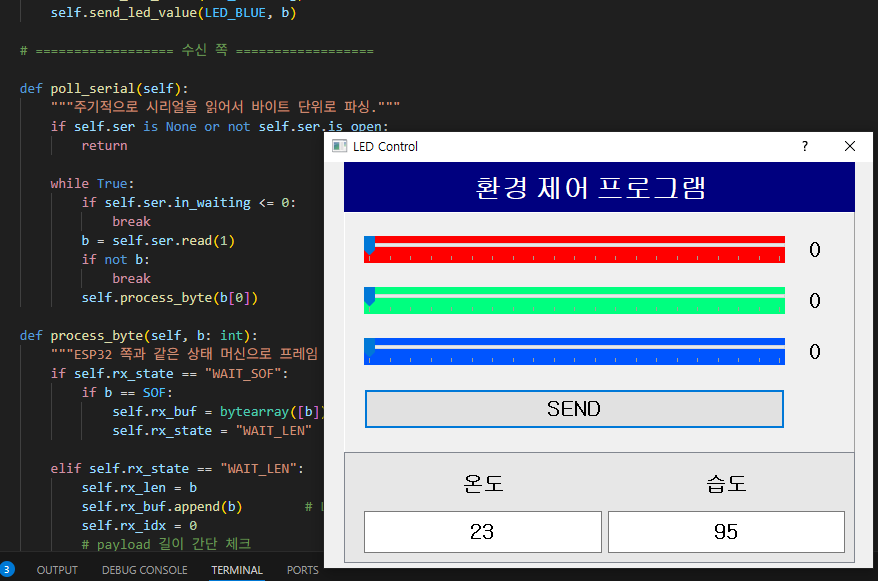 self.send_led_value(LED_BLUE, b)
# ================== 수신 쪽 ==================
def poll_serial(self):
"""주기적으로 시리얼을 읽어서 바이트 단위로 파싱."""
if self.ser is None or not self.ser.is_open:
return
while True:
if self.ser.in_waiting <= 0:
break
b = self.ser.read(1)
if not b:
break
self.process_byte(b[0])
def process_byte(self, b: int):
"""ESP32 쪽과 같은 상태 머신으로 프레임
if self.rx_state == "WAIT_SOF":
if b == SOF:
self.rx_buf = bytearray([b])
self.rx_state = "WAIT_LEN"
elif self.rx_state == "WAIT_LEN":
self.rx_len = b
self.rx_buf.append(b) #
self.rx_idx = 0
# payload 길이 간단 체크
3 OUTPUT DEBUG CONSOLE TERMINAL PORTS
LED Control ?
환경 제어 프로그램
0
0
0
SEND
온도 습도
23 95